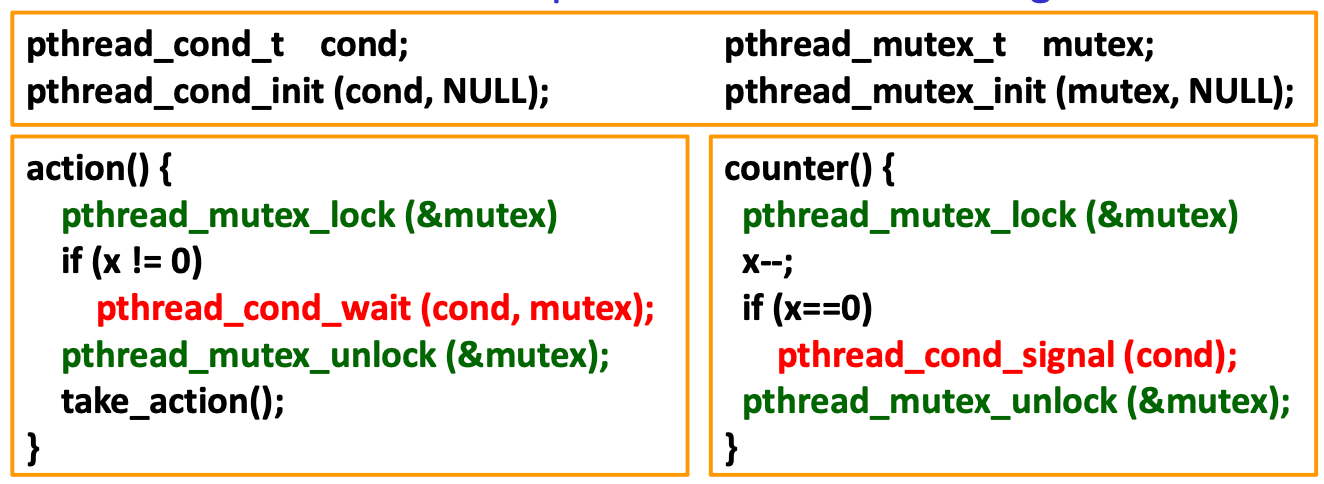 pthread_cond_t cond;
pthread_cond_init (cond, NULL);
pthread_mutex_t mutex;
pthread_mutex_init (mutex, NULL);
action() {
pthread_mutex_lock (&mutex)
if (x != 0)
pthread_cond_wait (cond, mutex);
pthread_mutex_unlock (&mutex);
take_action();
}
counter() {
pthread_mutex_lock (&mutex)
x--;
if (x==0)
pthread_cond_signal (cond);
pthread_mutex_unlock (&mutex);
}